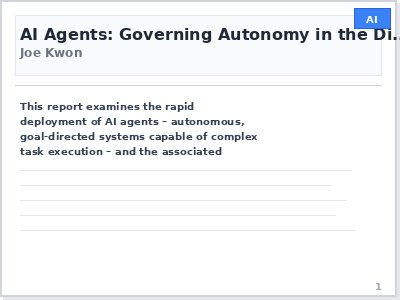 AI
AI Agents: Governing Autonomy in the Di...
Joe Kwon
This report examines the rapid
deployment of AI agents – autonomous,
goal-directed systems capable of complex
task execution – and the associated
1